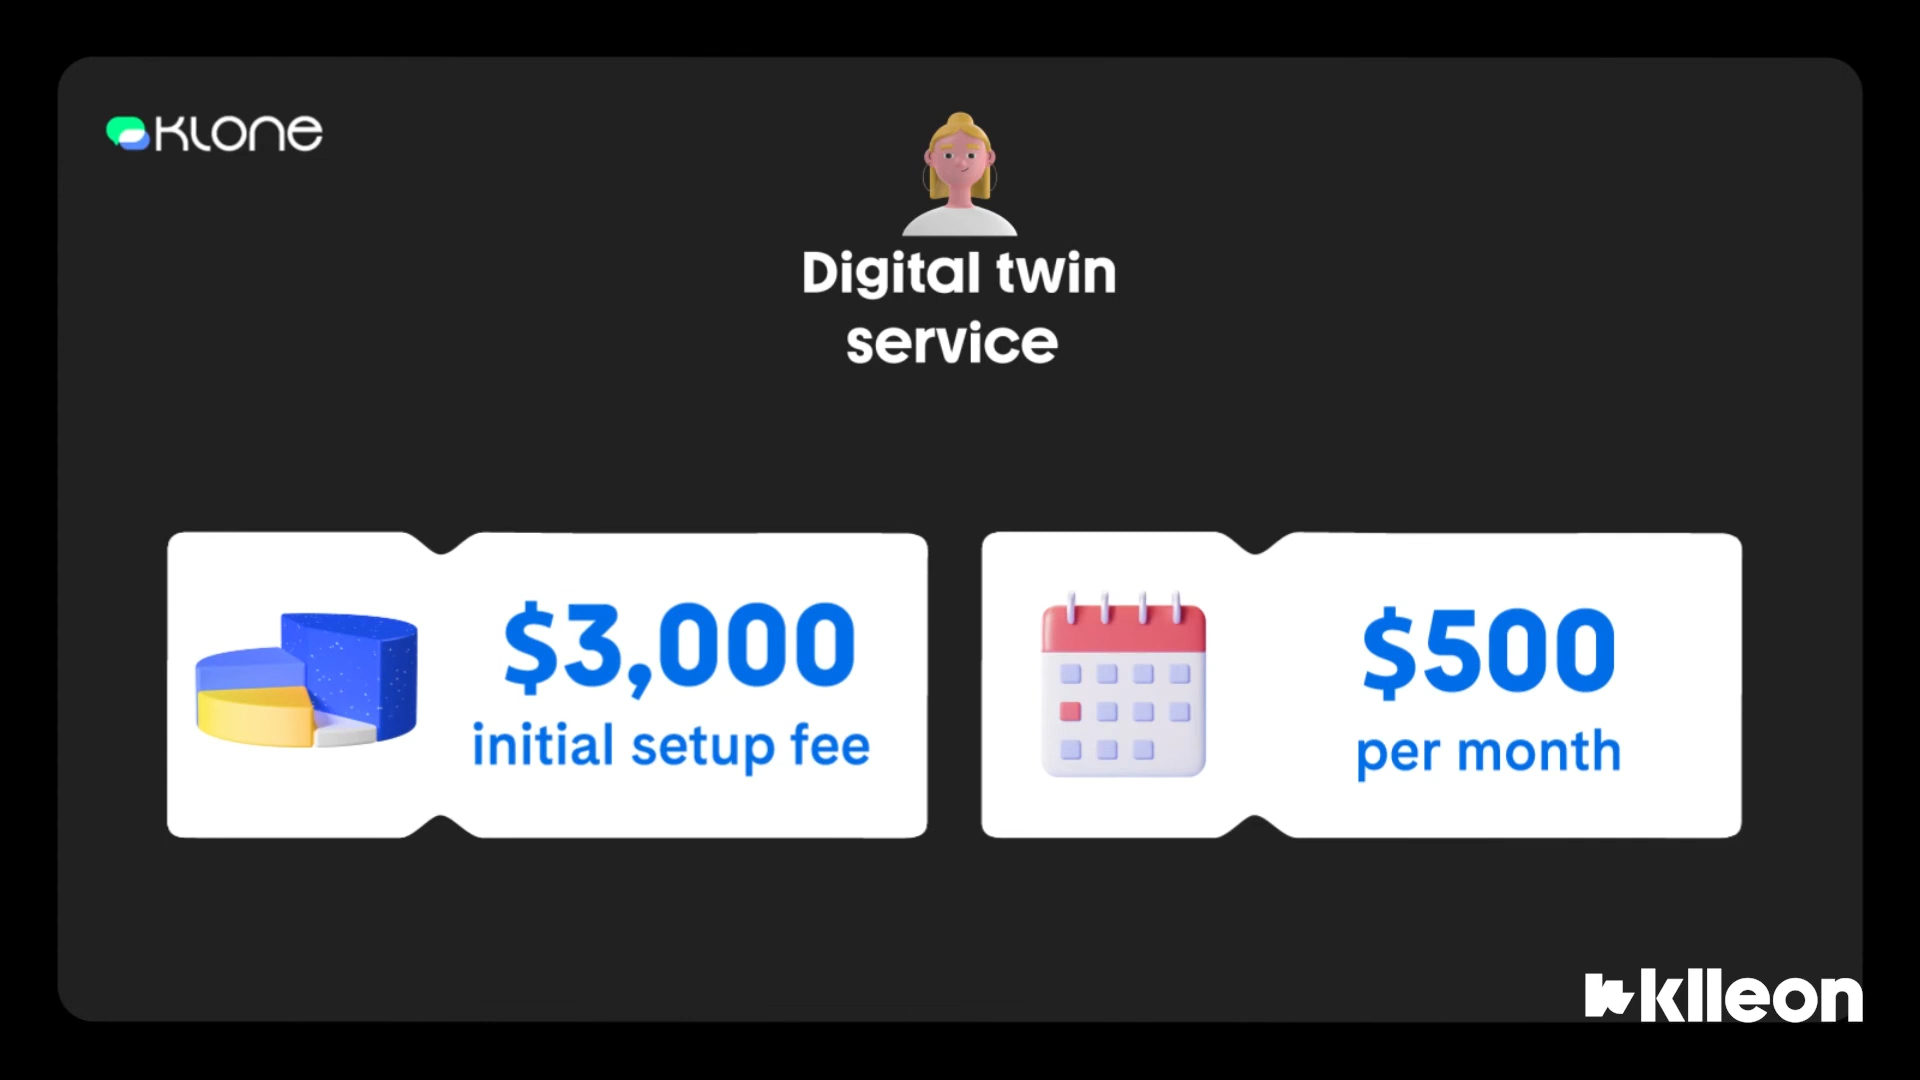 KLONE
Digital twin
service
$3,000
initial setup fee
$500
per month
klleon